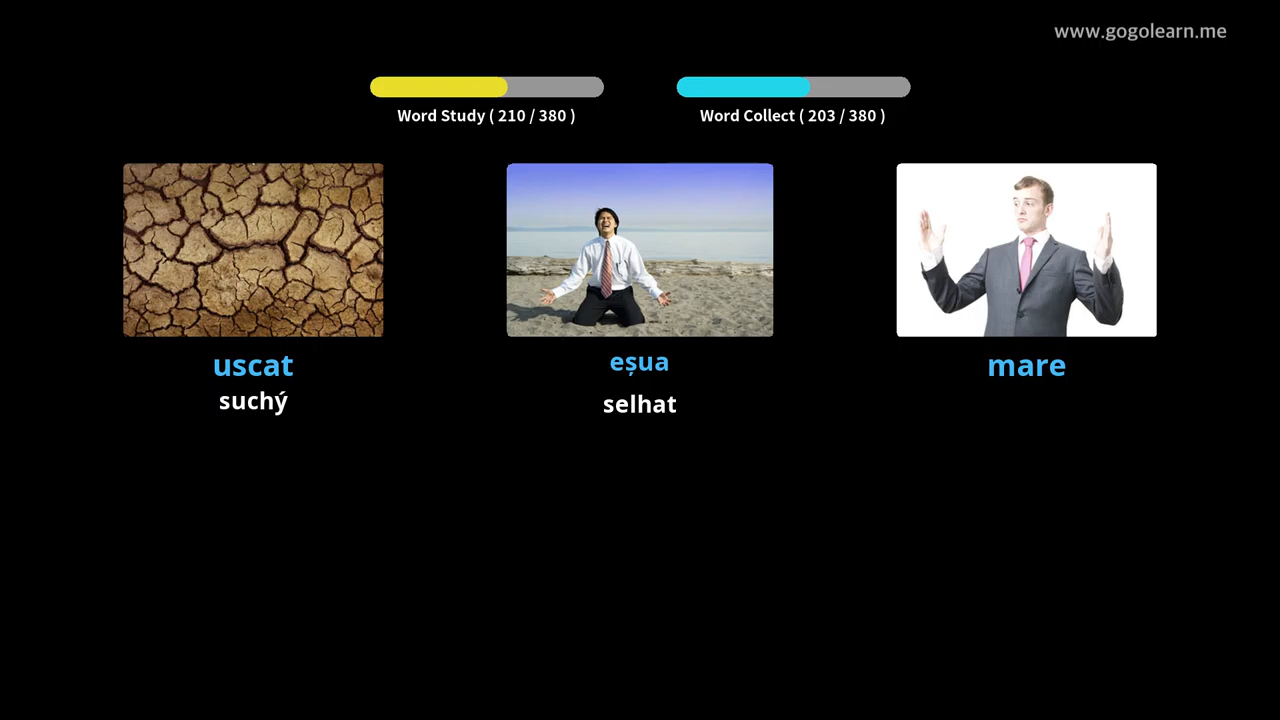 www.gogolearn.me
Word Study ( 210 / 380 )
Word Collect ( 203 / 380 )
uscat
suchý
eșua
selhat
mare